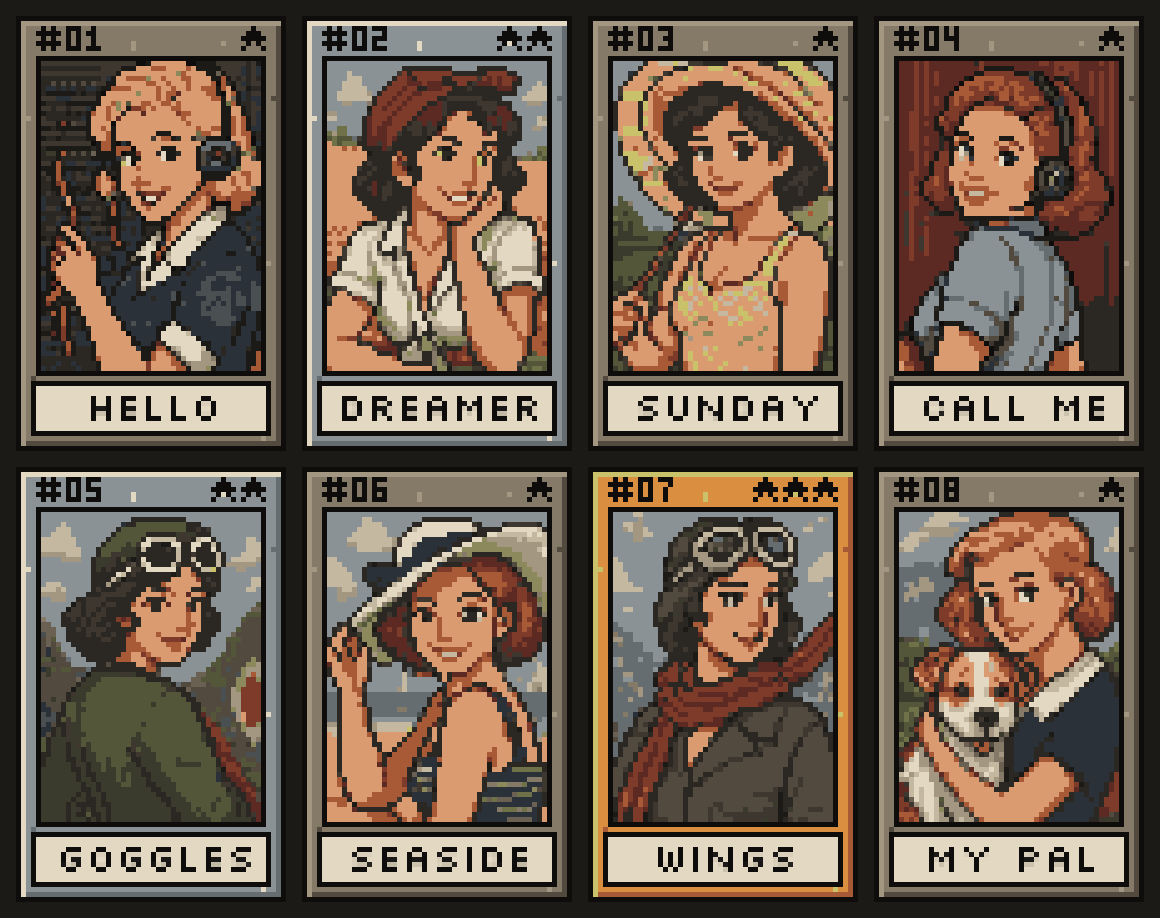 #01
HELLO
#02
DREAMER
#03
SUNDAY
#04
CALL ME
#05
GOGGLES
#06
SEASIDE
#07
WINGS
#08
MY PAL